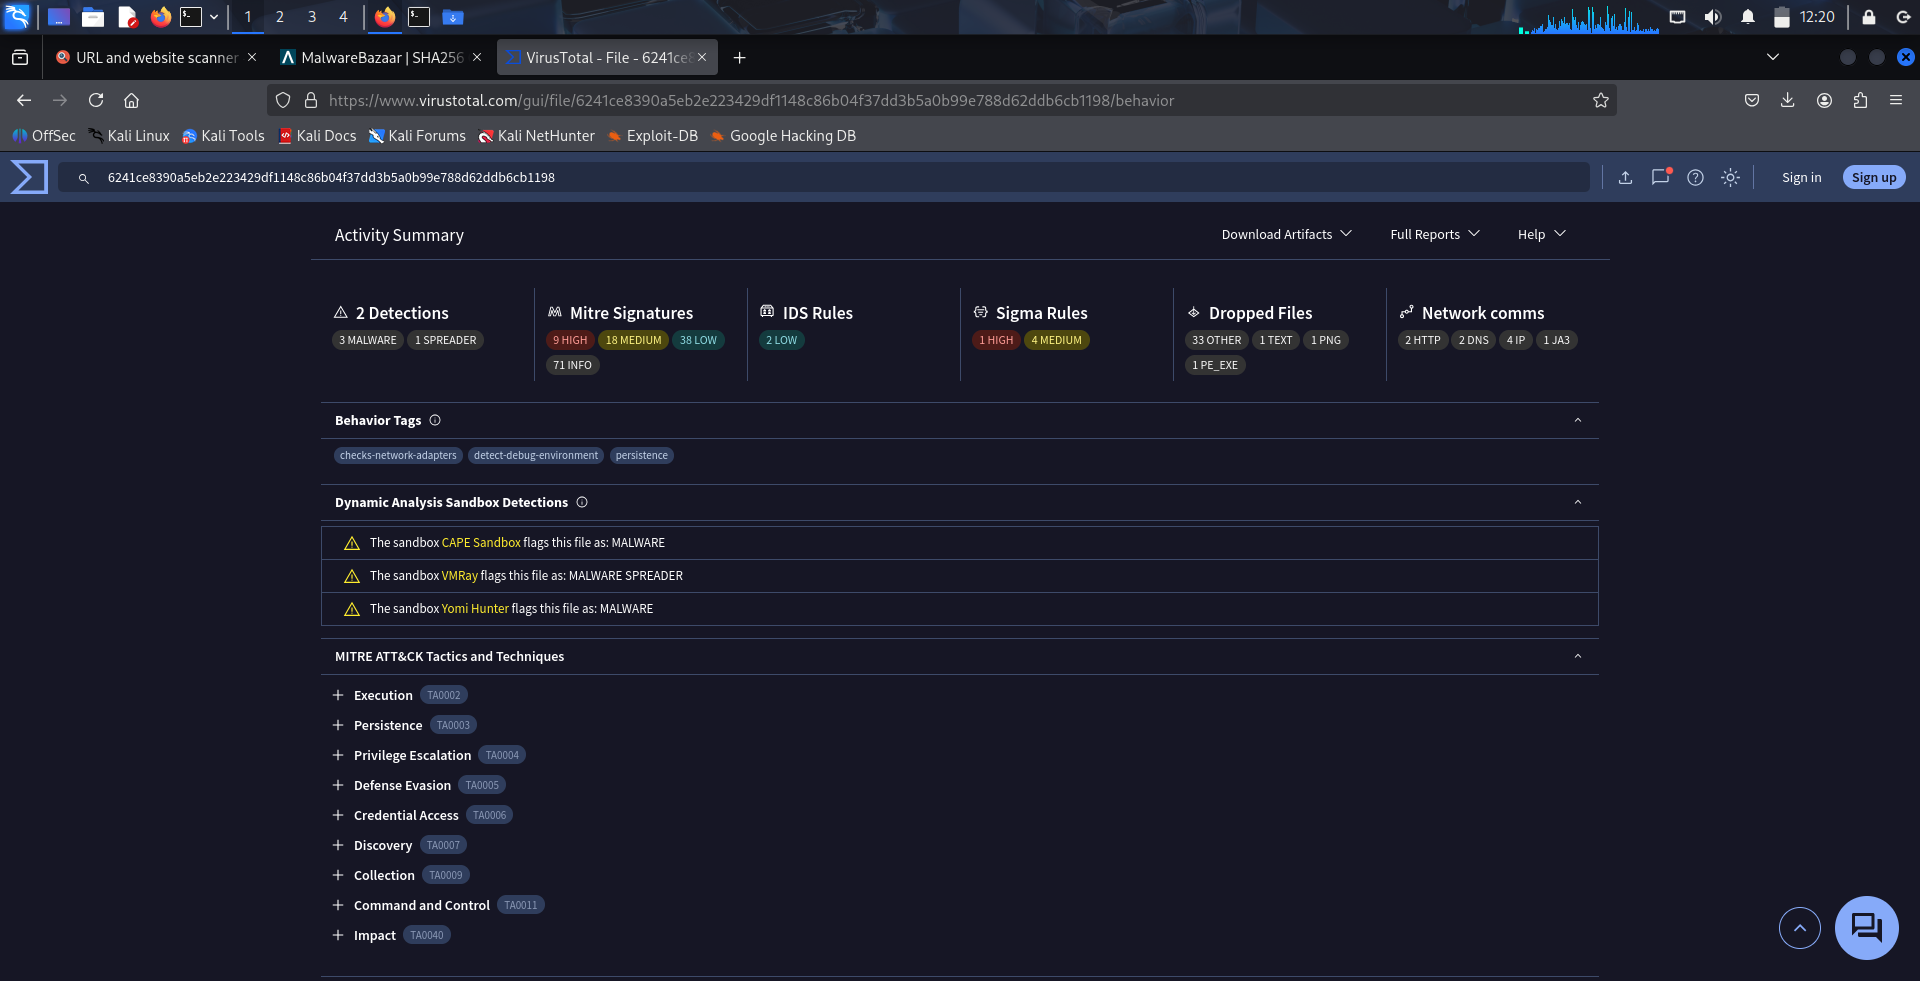 1 2 3 4 12:20
URL and website scanner
MalwareBazaar | SHA256
VirusTotal - File - 6241ce8
https://www.virustotal.com/gui/file/6241ce8390a5eb2e223429df1148c86b04f37dd3b5a0b99e788d62ddb6cb1198/behavior
OffSec Kali Linux Kali Tools Kali Docs Kali Forums Kali NetHunter Exploit-DB Google Hacking DB
6241ce8390a5eb2e223429df1148c86b04f37dd3b5a0b99e788d62ddb6cb1198 Sign in Sign up
Activity Summary Download Artifacts Full Reports Help
2 Detections
3 MALWARE 1 SPREADER
Mitre Signatures
9 HIGH 18 MEDIUM 38 LOW
71 INFO
IDS Rules
2 LOW
Sigma Rules
1 HIGH 4 MEDIUM
Dropped Files
33 OTHER 1 TEXT 1 PNG
1 PE_EXE
Network comms
2 HTTP 2 DNS 4 IP 1 JA3
Behavior Tags
checks-network-adapters detect-debug-environment persistence
Dynamic Analysis Sandbox Detections
The sandbox CAPE Sandbox flags this file as: MALWARE
The sandbox VMRay flags this file as: MALWARE SPREADER
The sandbox Yomi Hunter flags this file as: MALWARE
MITRE ATT&CK Tactics and Techniques
Execution TA0002
Persistence TA0003
Privilege Escalation TA0004
Defense Evasion TA0005
Credential Access TA0006
Discovery TA0007
Collection TA0009
Command and Control TA0011
Impact TA0040